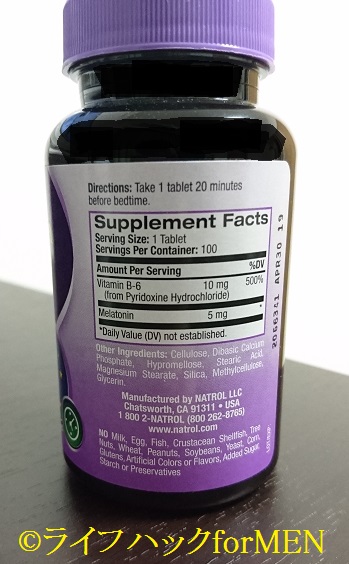 Directions: Take 1 tablet 20 minutes
before bedtime.
Supplement Facts
Serving Size: 1 Tablet
Servings Per Container: 100
Amount Per Serving %DV
Vitamin B-6 10 mg 500%
(from Pyridoxine Hydrochloride)
Melatonin 5 mg *
*Daily Value (DV) not established.
Other Ingredients: Cellulose, Dibasic Calcium
Phosphate, Hypromellose, Stearic Acid,
Magnesium Stearate, Silica, Methylcellulose,
Glycerin.
Manufactured by NATROL LLC
Chatsworth, CA 91311 • USA
1 800 2-NATROL (800 262-8765)
www.natrol.com
NO Milk, Egg, Fish, Crustacean Shellfish, Tree
Nuts, Wheat, Peanuts, Soybeans, Yeast, Corn,
Glutens, Artificial Colors or Flavors, Added Sugar,
Starch or Preservatives
2066341 APR30 19
©ライフハックforMEN